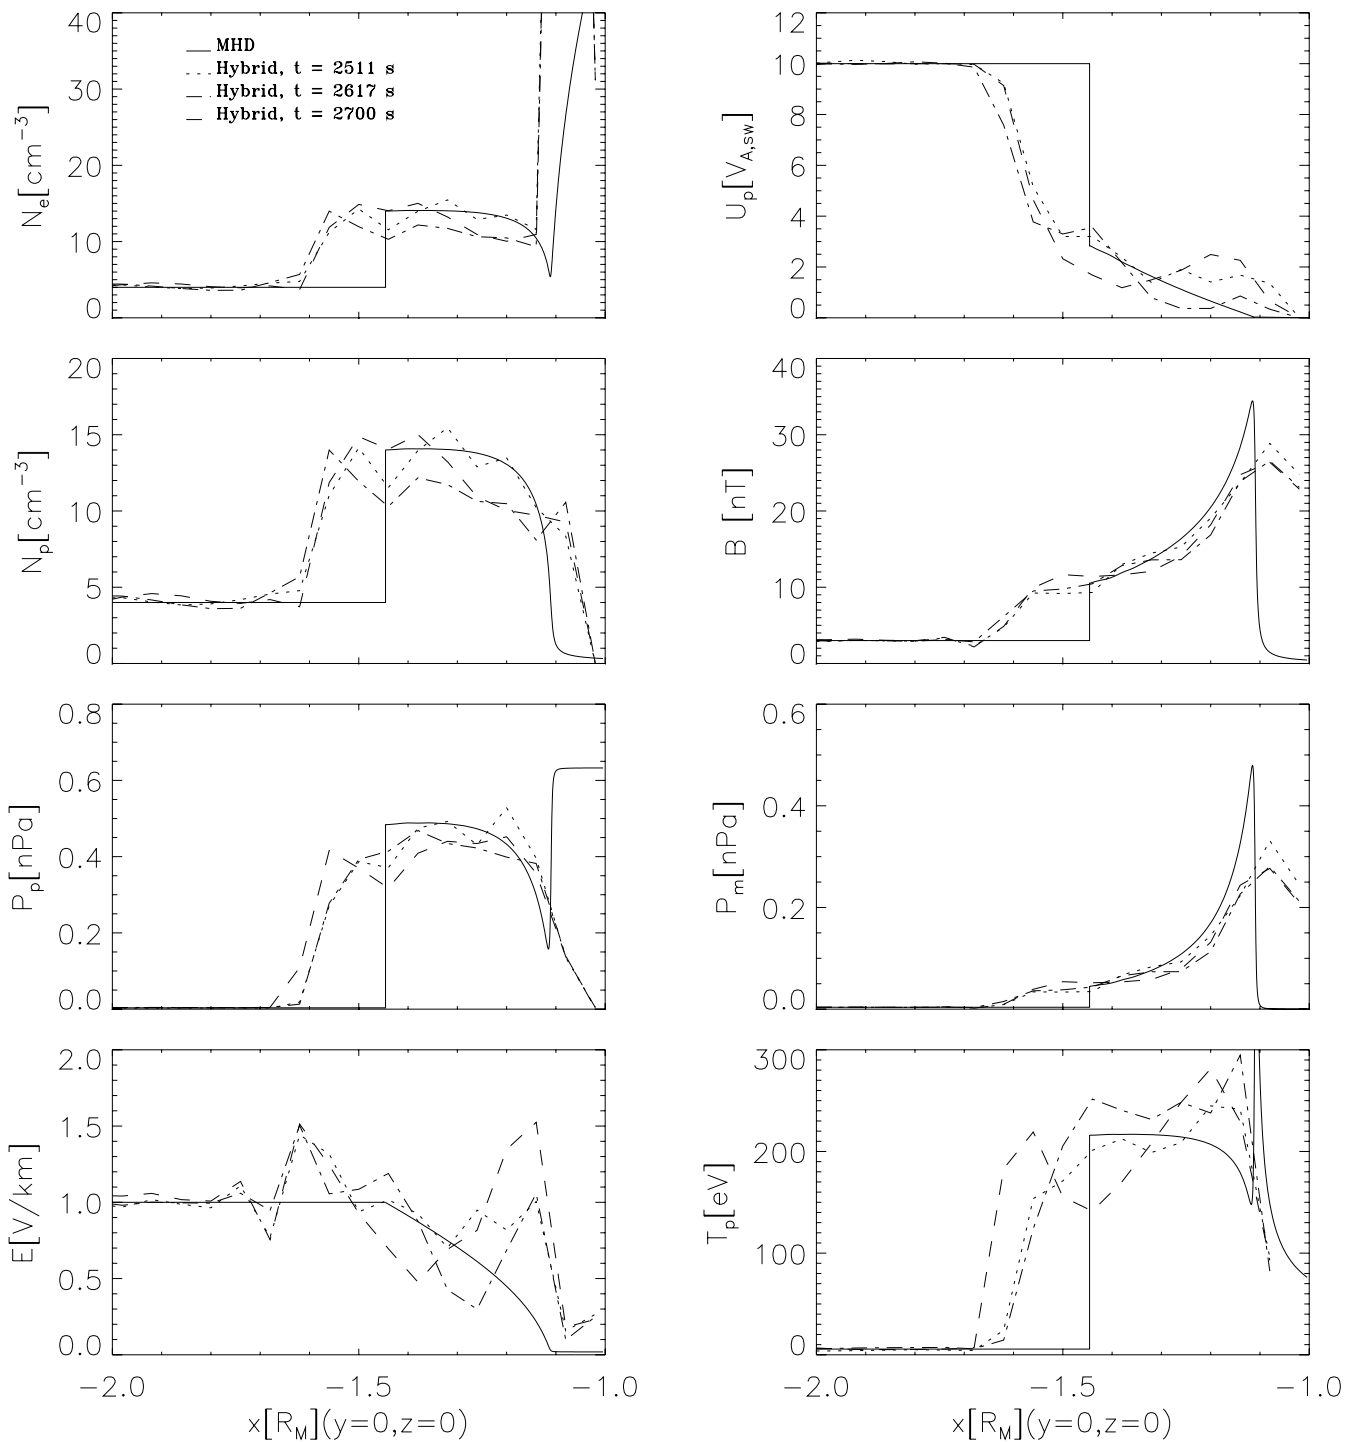 40
30
20
10
0
N_e[cm^-3]
MHD
Hybrid, t = 2511 s
Hybrid, t = 2617 s
Hybrid, t = 2700 s
12
10
8
6
4
2
0
U_p[V_A,sw]
20
15
10
5
0
N_p[cm^-3]
40
30
20
10
0
B [nT]
0.8
0.6
0.4
0.2
0.0
P_p[nPa]
0.6
0.4
0.2
0.0
P_m[nPa]
2.0
1.5
1.0
0.5
0.0
E[V/km]
-2.0 -1.5 -1.0
x[R_M](y=0,z=0)
300
200
100
0
T_p[eV]
-2.0 -1.5 -1.0
x[R_M](y=0,z=0)